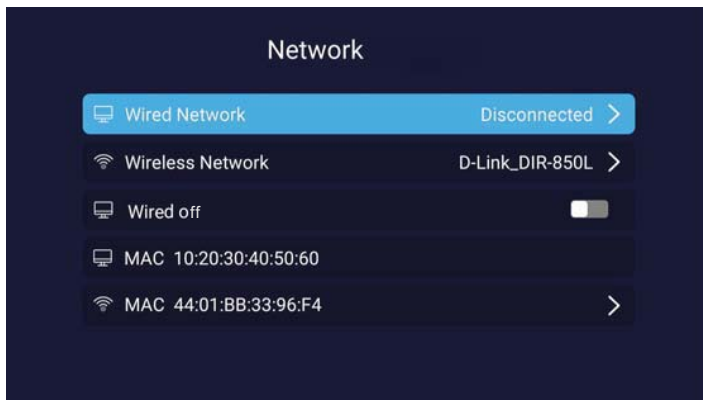 Network
Wired Network Disconnected
Wireless Network D-Link_DIR-850L
Wired off
MAC 10:20:30:40:50:60
MAC 44:01:BB:33:96:F4